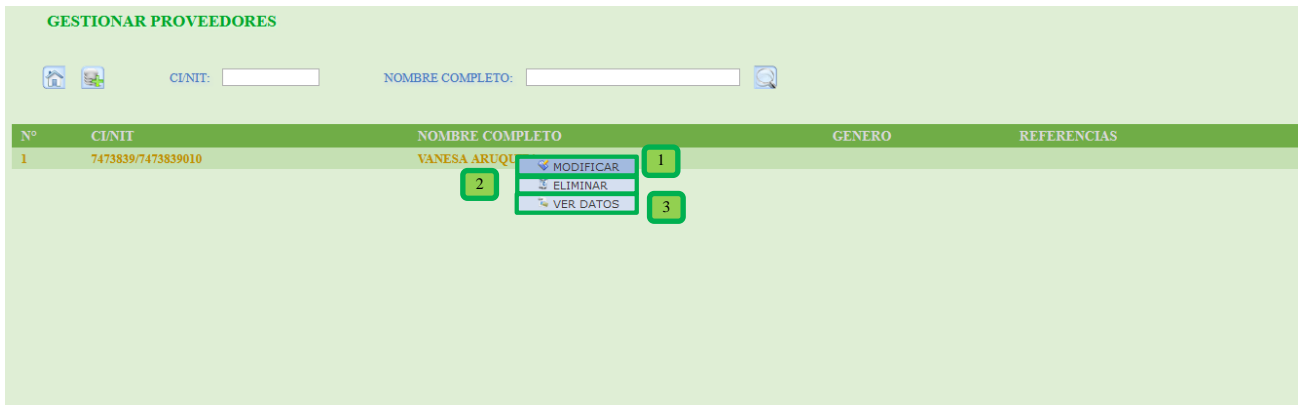 GESTIONAR PROVEEDORES
CI/NIT: NOMBRE COMPLETO:
N° CI/NIT NOMBRE COMPLETO GENERO REFERENCIAS
1 7473839/7473839010 VANESA
MODIFICAR 1
2 ELIMINAR
VER DATOS 3